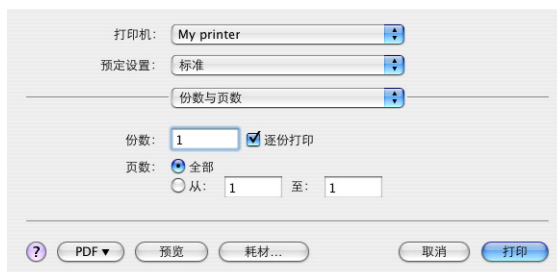 打印机: My printer
预定设置: 标准
份数与页数
份数: 1 逐份打印
页数: 全部
从: 1 至: 1
? PDF▼ 预览 耗材... 取消 打印